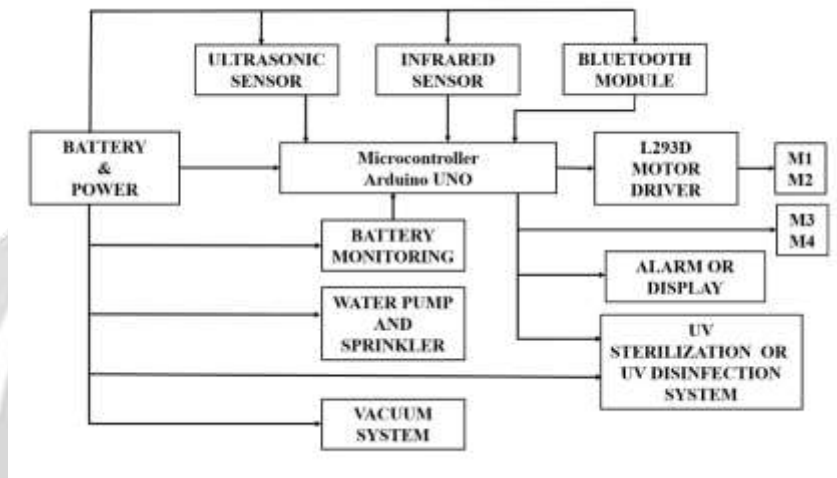 ULTRASONIC
SENSOR
INFRARED
SENSOR
BLUETOOTH
MODULE
BATTERY
&
POWER
Microcontroller
Arduino UNO
L293D
MOTOR
DRIVER
M1
M2
M3
M4
BATTERY
MONITORING
ALARM OR
DISPLAY
WATER PUMP
AND
SPRINKLER
UV
STERILIZATION OR
UV DISINFECTION
SYSTEM
VACUUM
SYSTEM